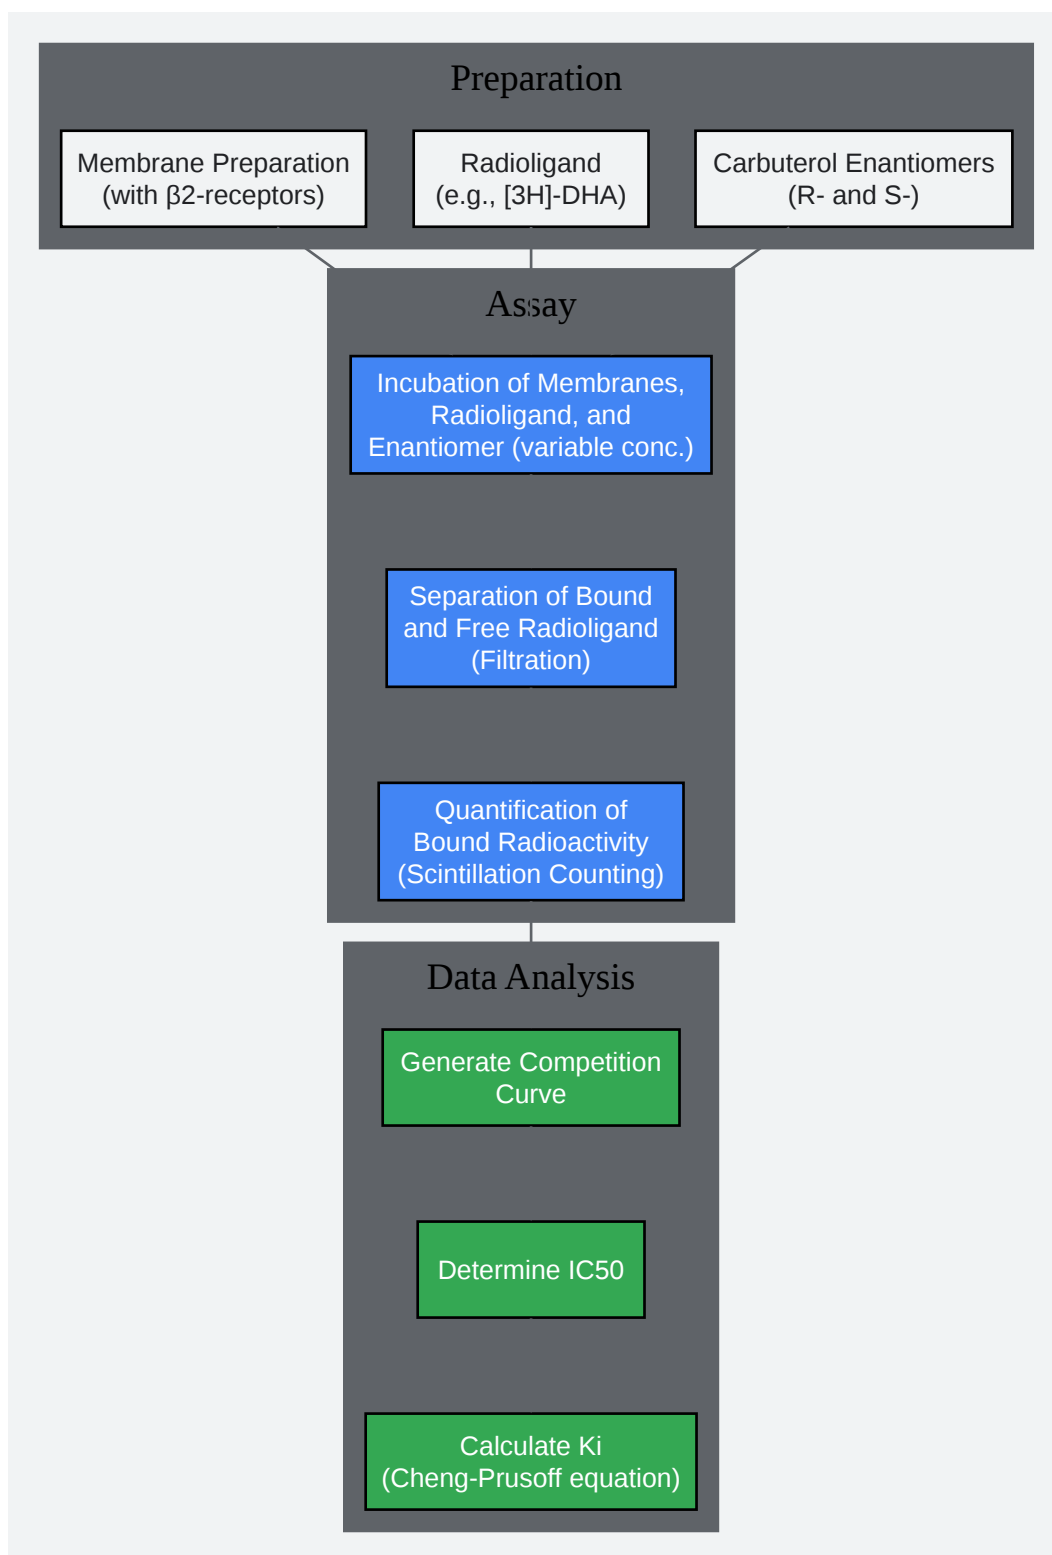 Preparation
Membrane Preparation
(with β2-receptors)
Radioligand
(e.g., [3H]-DHA)
Carbuterol Enantiomers
(R- and S-)
Assay
Incubation of Membranes,
Radioligand, and
Enantiomer (variable conc.)
Separation of Bound
and Free Radioligand
(Filtration)
Quantification of
Bound Radioactivity
(Scintillation Counting)
Data Analysis
Generate Competition
Curve
Determine IC50
Calculate Ki
(Cheng-Prusoff equation)